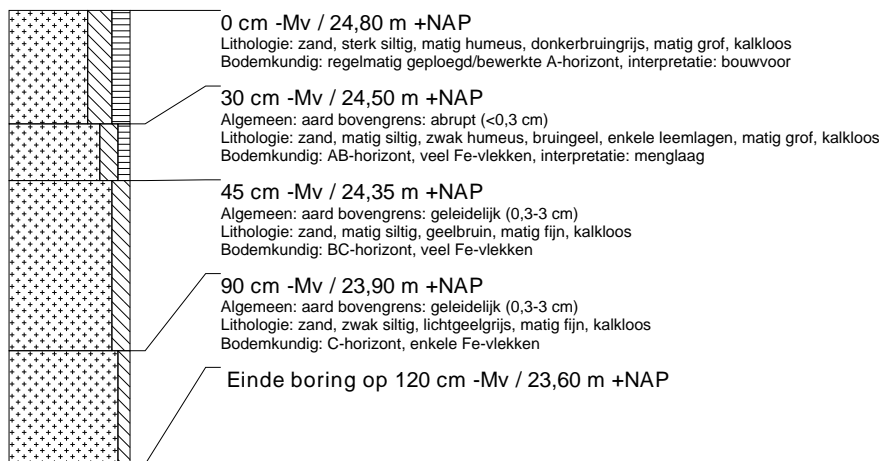 0 cm -Mv / 24,80 m +NAP
Lithologie: zand, sterk siltig, matig humeus, donkerbruingrijs, matig grof, kalkloos
Bodemkundig: regelmatig geploegd/bewerkte A-horizont, interpretatie: bouwvoor
30 cm -Mv / 24,50 m +NAP
Algemeen: aard bovengrens: abrupt (<0,3 cm)
Lithologie: zand, matig siltig, zwak humeus, bruingeel, enkele leemlagen, matig grof, kalkloos
Bodemkundig: AB-horizont, veel Fe-vlekken, interpretatie: menglaag
45 cm -Mv / 24,35 m +NAP
Algemeen: aard bovengrens: geleidelijk (0,3-3 cm)
Lithologie: zand, matig siltig, geelbruin, matig fijn, kalkloos
Bodemkundig: BC-horizont, veel Fe-vlekken
90 cm -Mv / 23,90 m +NAP
Algemeen: aard bovengrens: geleidelijk (0,3-3 cm)
Lithologie: zand, zwak siltig, lichtgeelgrijs, matig fijn, kalkloos
Bodemkundig: C-horizont, enkele Fe-vlekken
Einde boring op 120 cm -Mv / 23,60 m +NAP